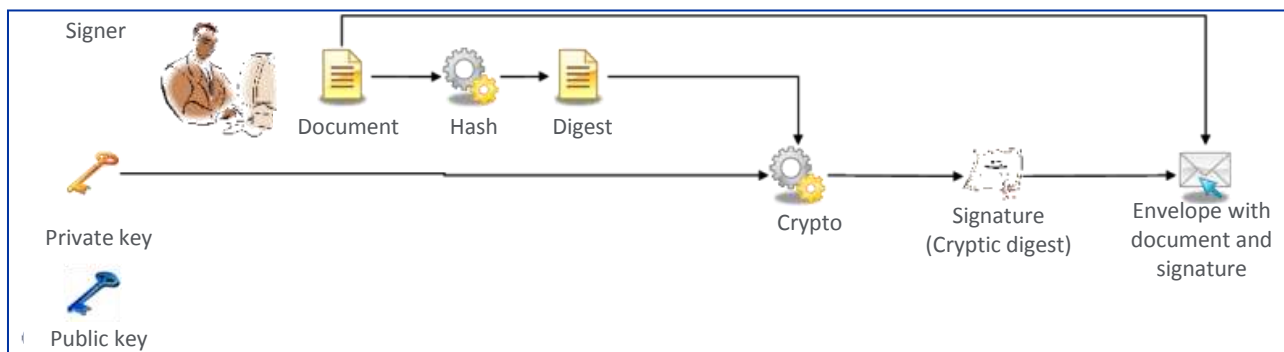 Signer
Document
Hash
Digest
Private key
Crypto
Signature
(Cryptic digest)
Envelope with
document and
signature
Public key